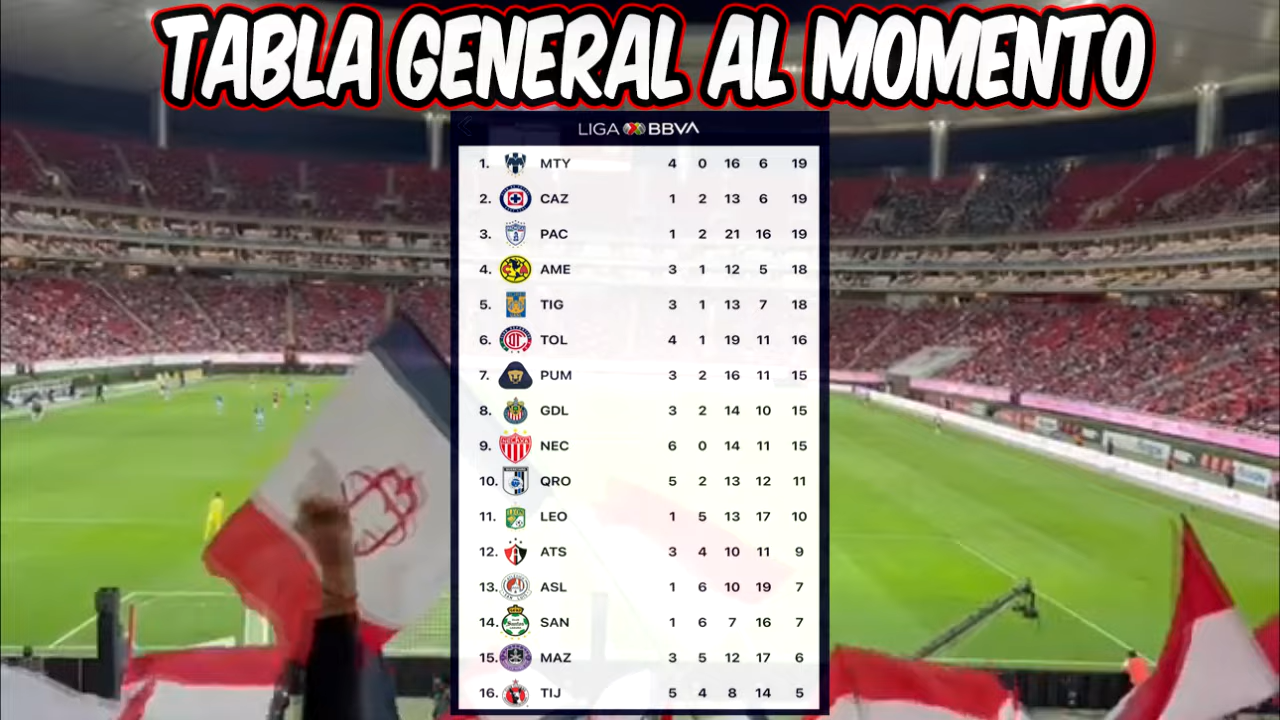 TABLA GENERAL AL MOMENTO
LIGA BBVA
1. MTY 4 0 16 6 19
2. CAZ 1 2 13 6 19
3. PAC 1 2 21 16 19
4. AME 3 1 12 5 18
5. TIG 3 1 13 7 18
6. TOL 4 1 19 11 16
7. PUM 3 2 16 11 15
8. GDL 3 2 14 10 15
9. NEC 6 0 14 11 15
10. QRO 5 2 13 12 11
11. LEO 1 5 13 17 10
12. ATS 3 4 10 11 9
13. ASL 1 6 10 19 7
14. SAN 1 6 7 16 7
15. MAZ 3 5 12 17 6
16. TIJ 5 4 8 14 5